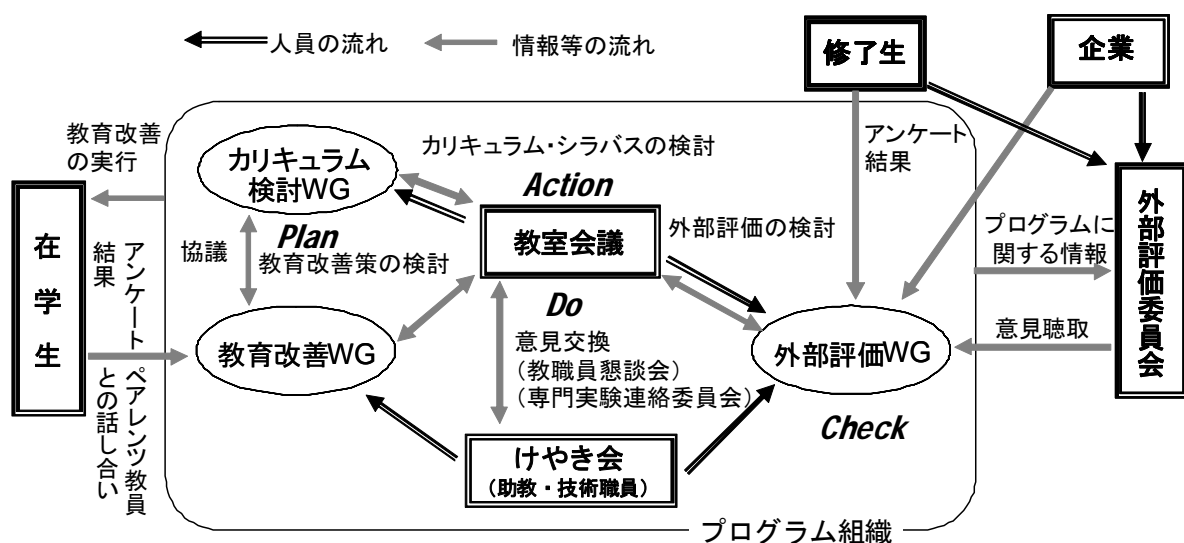 人員の流れ
情報等の流れ
修了生
企業
教育改善
の実行
カリキュラム
検討WG
カリキュラム・シラバスの検討
アンケート
結果
Action
教室会議
外部評価の検討
外部評価委員会
プログラムに
関する情報
在学生
アンケート
結果
協議
Plan
教育改善策の検討
Do
教育改善WG
意見交換
(教職員懇談会)
(専門実験連絡委員会)
外部評価WG
意見聴取
ペアレンツ教員
との話し合い
Check
けやき会
(助教・技術職員)
プログラム組織